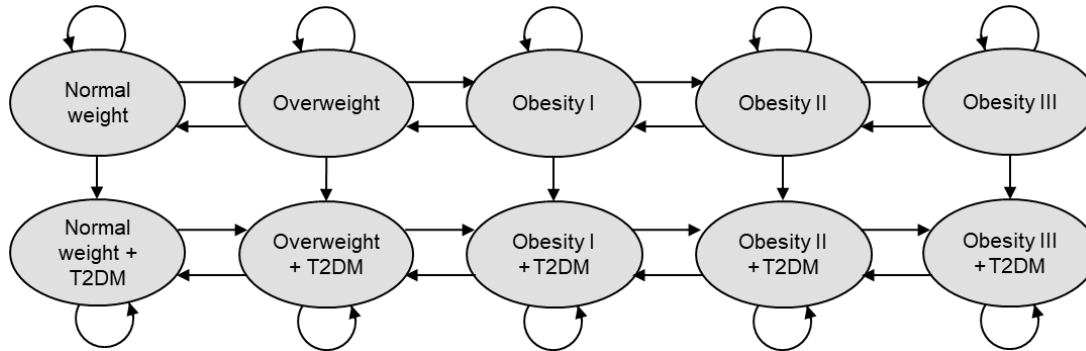 Normal
weight
Overweight
Obesity I
Obesity II
Obesity III
Normal
weight +
T2DM
Overweight
+ T2DM
Obesity I
+ T2DM
Obesity II
+ T2DM
Obesity III
+ T2DM